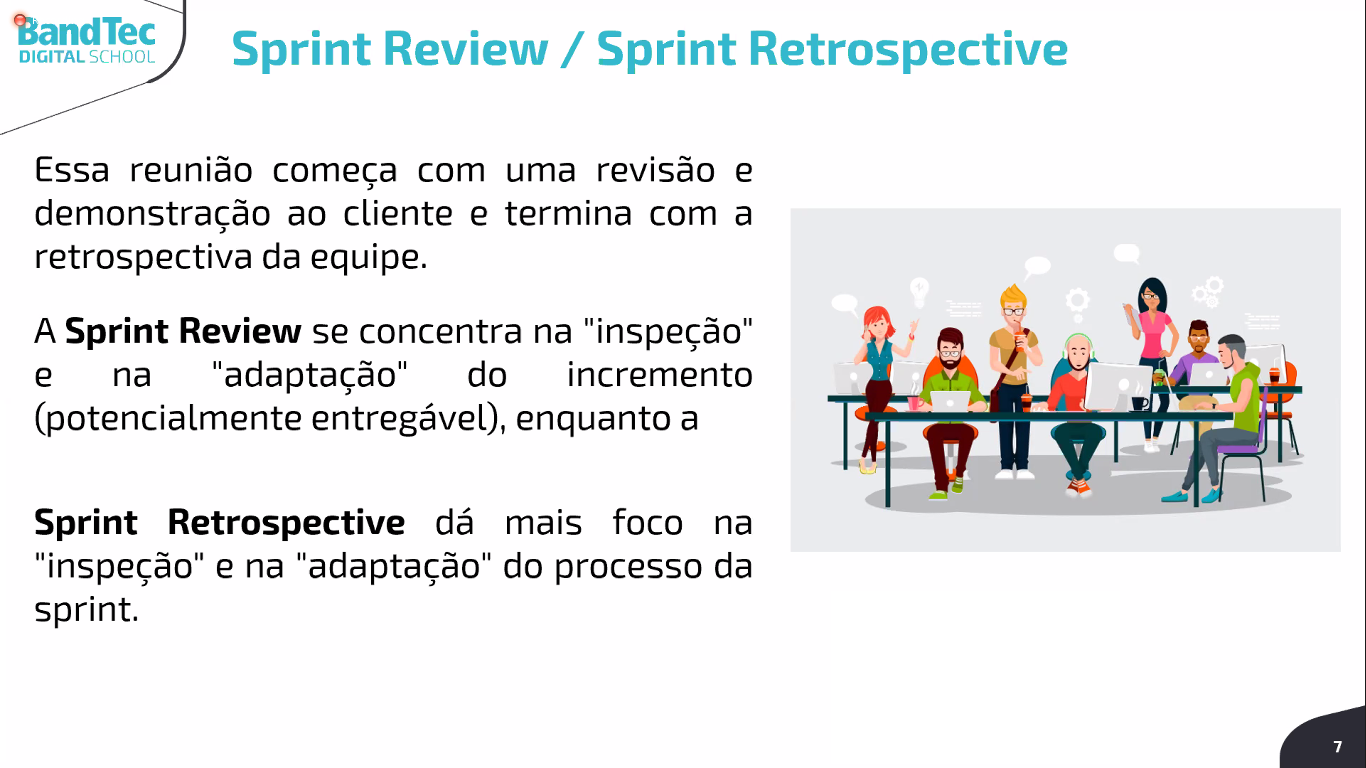 BandTec
DIGITAL SCHOOL
Sprint Review / Sprint Retrospective
Essa reunião começa com uma revisão e
demonstração ao cliente e termina com a
retrospectiva da equipe.
A Sprint Review se concentra na "inspeção"
e na "adaptação" do incremento
(potencialmente entregável), enquanto a
Sprint Retrospective dá mais foco na
"inspeção" e na "adaptação" do processo da
sprint.
7